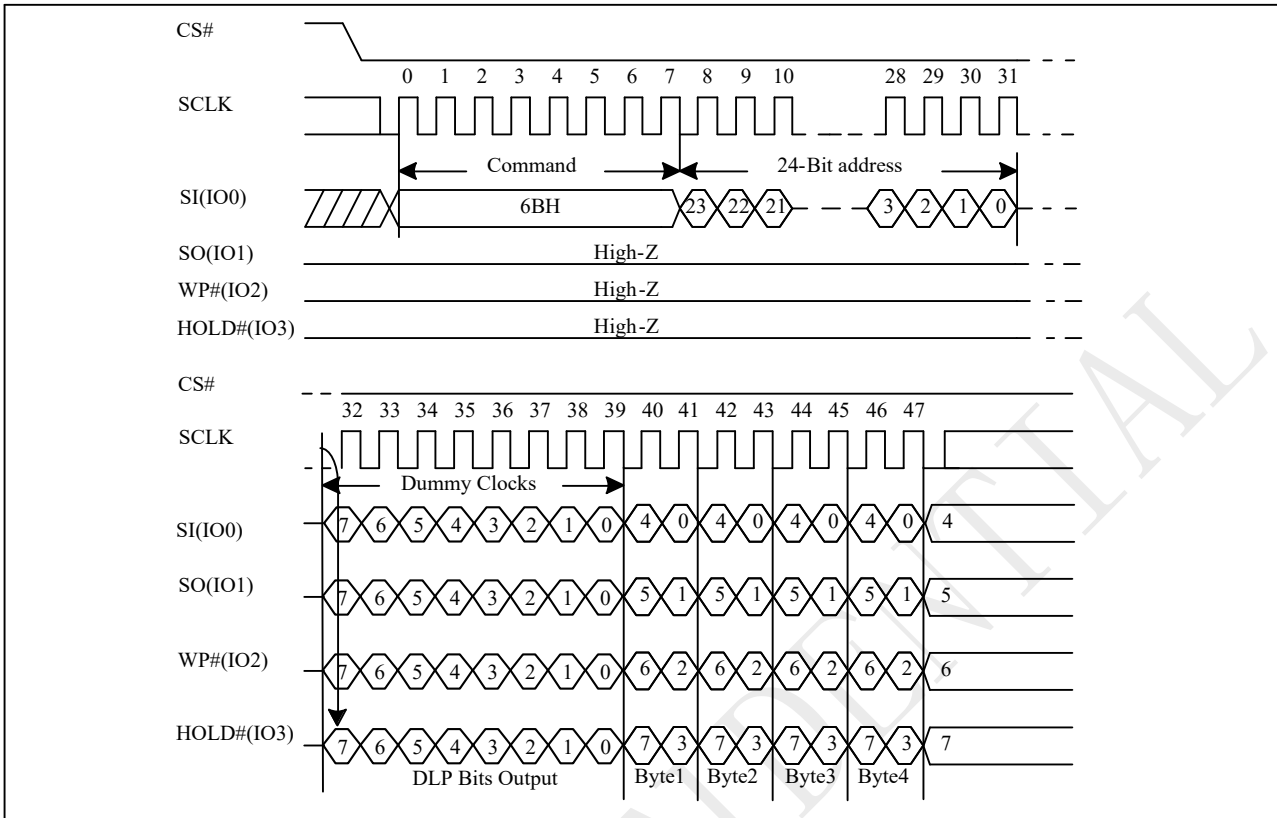 CS#
0 1 2 3 4 5 6 7 8 9 10 28 29 30 31
SCLK
Command 24-Bit address
SI(IO0) 6BH 23 22 21 3 2 1 0
SO(IO1) High-Z
WP#(IO2) High-Z
HOLD#(IO3) High-Z
CS#
32 33 34 35 36 37 38 39 40 41 42 43 44 45 46 47
SCLK
Dummy Clocks
SI(IO0) 7 6 5 4 3 2 1 0 4 0 4 0 4 0 4 0 4
SO(IO1) 7 6 5 4 3 2 1 0 5 1 5 1 5 1 5 1 5
WP#(IO2) 7 6 5 4 3 2 1 0 6 2 6 2 6 2 6 2 6
HOLD#(IO3) 7 6 5 4 3 2 1 0 7 3 7 3 7 3 7 3 7
DLP Bits Output Byte1 Byte2 Byte3 Byte4